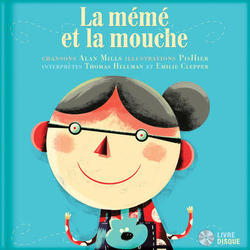 La mémé
et la mouche
CHANSONS ALAN MILLS ILLUSTRATIONS PISHIER
INTERPRÈTES THOMAS HELLMAN ET EMILIE CLEPPER
LIVRE
DISQUE